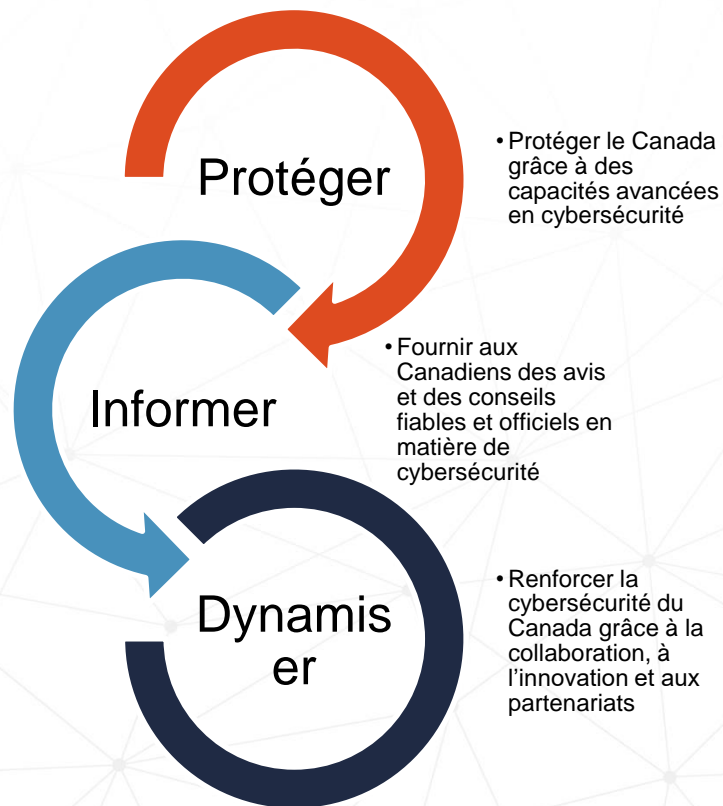 Protéger
• Protéger le Canada
grâce à des
capacités avancées
en cybersécurité
Informer
• Fournir aux
Canadiens des avis
et des conseils
fiables et officiels en
matière de
cybersécurité
Dynamis
er
• Renforcer la
cybersécurité du
Canada grâce à la
collaboration, à
l’innovation et aux
partenariats